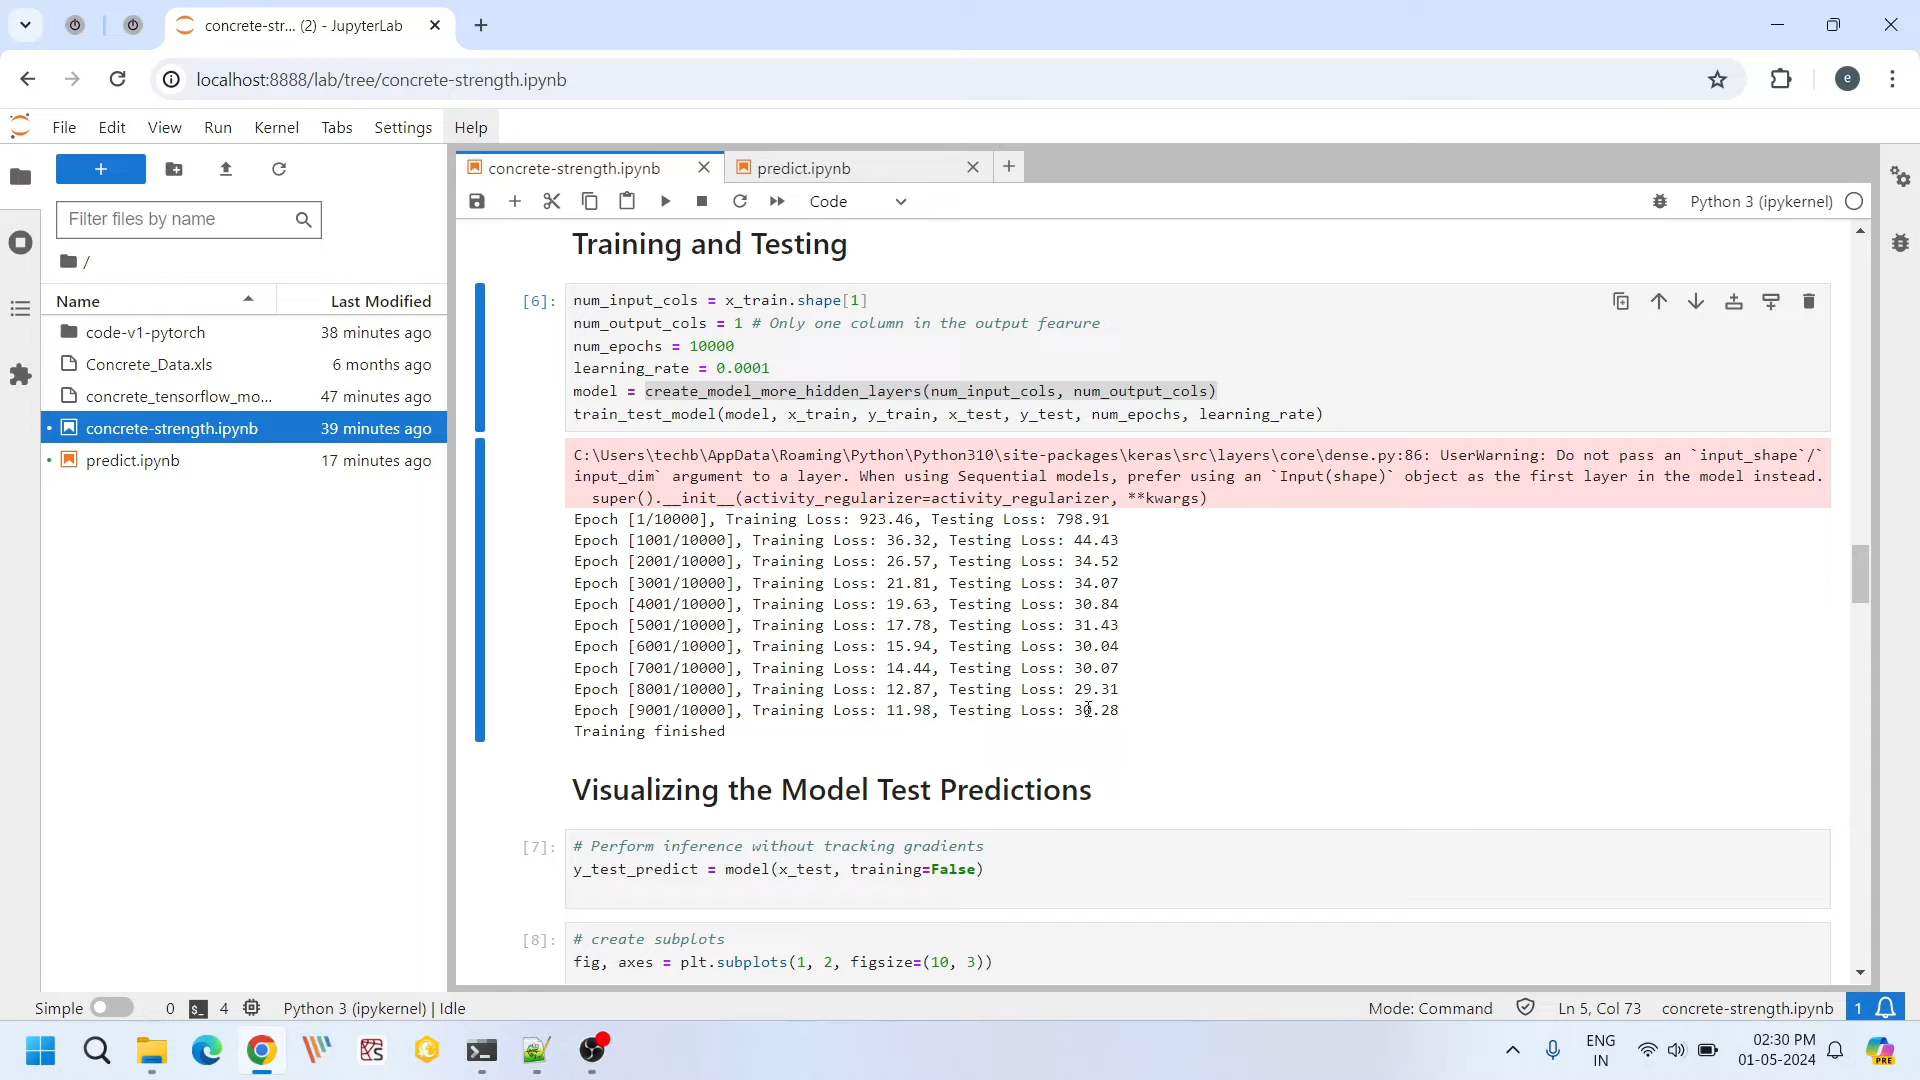 concrete-str... (2) - JupyterLab
localhost:8888/lab/tree/concrete-strength.ipynb
e
File Edit View Run Kernel Tabs Settings Help
Filter files by name
/
Name Last Modified
code-v1-pytorch 38 minutes ago
Concrete_Data.xls 6 months ago
concrete_tensorflow_mo... 47 minutes ago
concrete-strength.ipynb 39 minutes ago
predict.ipynb 17 minutes ago
concrete-strength.ipynb predict.ipynb
Code Python 3 (ipykernel)
Training and Testing
[6]: num_input_cols = x_train.shape[1]
num_output_cols = 1 # Only one column in the output fearure
num_epochs = 10000
learning_rate = 0.0001
model = create_model_more_hidden_layers(num_input_cols, num_output_cols)
train_test_model(model, x_train, y_train, x_test, y_test, num_epochs, learning_rate)
C:\Users\techb\AppData\Roaming\Python\Python310\site-packages\keras\src\layers\core\dense.py:86: UserWarning: Do not pass an `input_shape`/`
input_dim` argument to a layer. When using Sequential models, prefer using an `Input(shape)` object as the first layer in the model instead.
super().__init__(activity_regularizer=activity_regularizer, **kwargs)
Epoch [1/10000], Training Loss: 923.46, Testing Loss: 798.91
Epoch [1001/10000], Training Loss: 36.32, Testing Loss: 44.43
Epoch [2001/10000], Training Loss: 26.57, Testing Loss: 34.52
Epoch [3001/10000], Training Loss: 21.81, Testing Loss: 34.07
Epoch [4001/10000], Training Loss: 19.63, Testing Loss: 30.84
Epoch [5001/10000], Training Loss: 17.78, Testing Loss: 31.43
Epoch [6001/10000], Training Loss: 15.94, Testing Loss: 30.04
Epoch [7001/10000], Training Loss: 14.44, Testing Loss: 30.07
Epoch [8001/10000], Training Loss: 12.87, Testing Loss: 29.31
Epoch [9001/10000], Training Loss: 11.98, Testing Loss: 30.28
Training finished
Visualizing the Model Test Predictions
[7]: # Perform inference without tracking gradients
y_test_predict = model(x_test, training=False)
[8]: # create subplots
fig, axes = plt.subplots(1, 2, figsize=(10, 3))
Simple 0 $_ 4 Python 3 (ipykernel) | Idle Mode: Command Ln 5, Col 73 concrete-strength.ipynb 1
ENG
IN
02:30 PM
01-05-2024
PRE